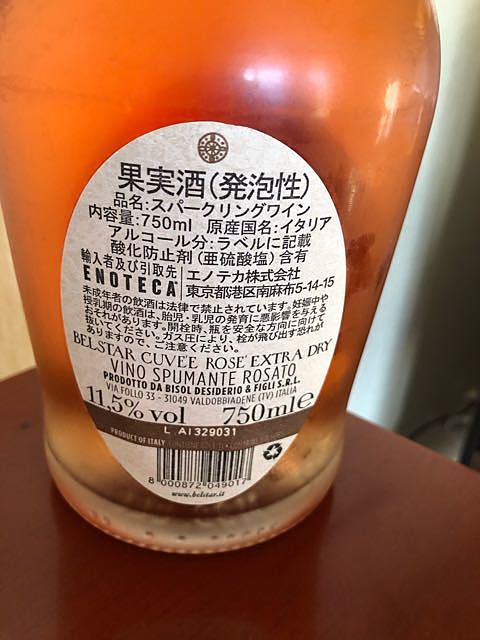 果実酒(発泡性)
品名:スパークリングワイン
内容量:750ml 原産国名:イタリア
アルコール分:ラベルに記載
酸化防止剤(亜硫酸塩)含有
輸入者及び引取先 エノテカ株式会社
ENOTECA 東京都港区南麻布5-14-15
未成年者の飲酒は法律で禁止されています。妊娠中や
授乳期の飲酒は、胎児・乳児の発育に悪影響を与える
おそれがあります。開栓時、瓶を安全な方向に向けて
抜いてください。ガス圧により、栓が飛び出す恐れが
ありますので、ご注意ください。
BELSTAR CUVÉE ROSÉ EXTRA DRY
VINO SPUMANTE ROSATO
PRODOTTO DA BISOL DESIDERIO & FIGLI S.R.L.
VIA FOLLO 33 - 31049 VALDOBBIADENE (TV) ITALIA
11,5% vol 750ml e
L A1329031
PRODUCT OF ITALY
8 000872 049017
www.belstar.it